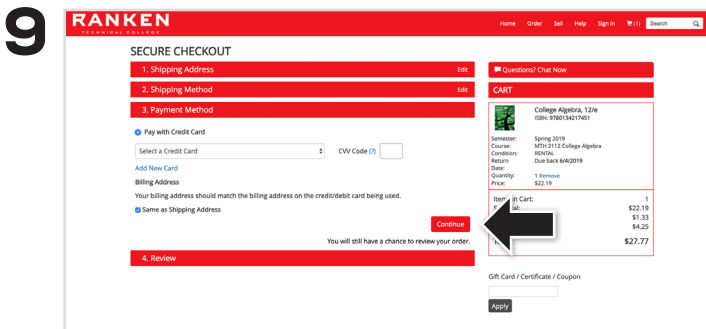 9
RANKEN
TECHNICAL COLLEGE
Home Order Sell Help Sign In (1) Search
SECURE CHECKOUT
1. Shipping Address Edit
2. Shipping Method Edit
3. Payment Method
Pay with Credit Card
Select a Credit Card CVV Code (?)
Add New Card
Billing Address
Your billing address should match the billing address on the credit/debit card being used.
Same as Shipping Address
Continue
You will still have a chance to review your order.
4. Review
Questions? Chat Now
CART
College Algebra, 12/e
ISBN: 9780134217451
Semester: Spring 2019
Course: MTH 2112 College Algebra
Condition: RENTAL
Return Due back 6/4/2019
Date:
Quantity: 1 Remove
Price: $22.19
Cart: 1
$22.19
$1.33
$4.25
$27.77
Gift Card / Certificate / Coupon
Apply